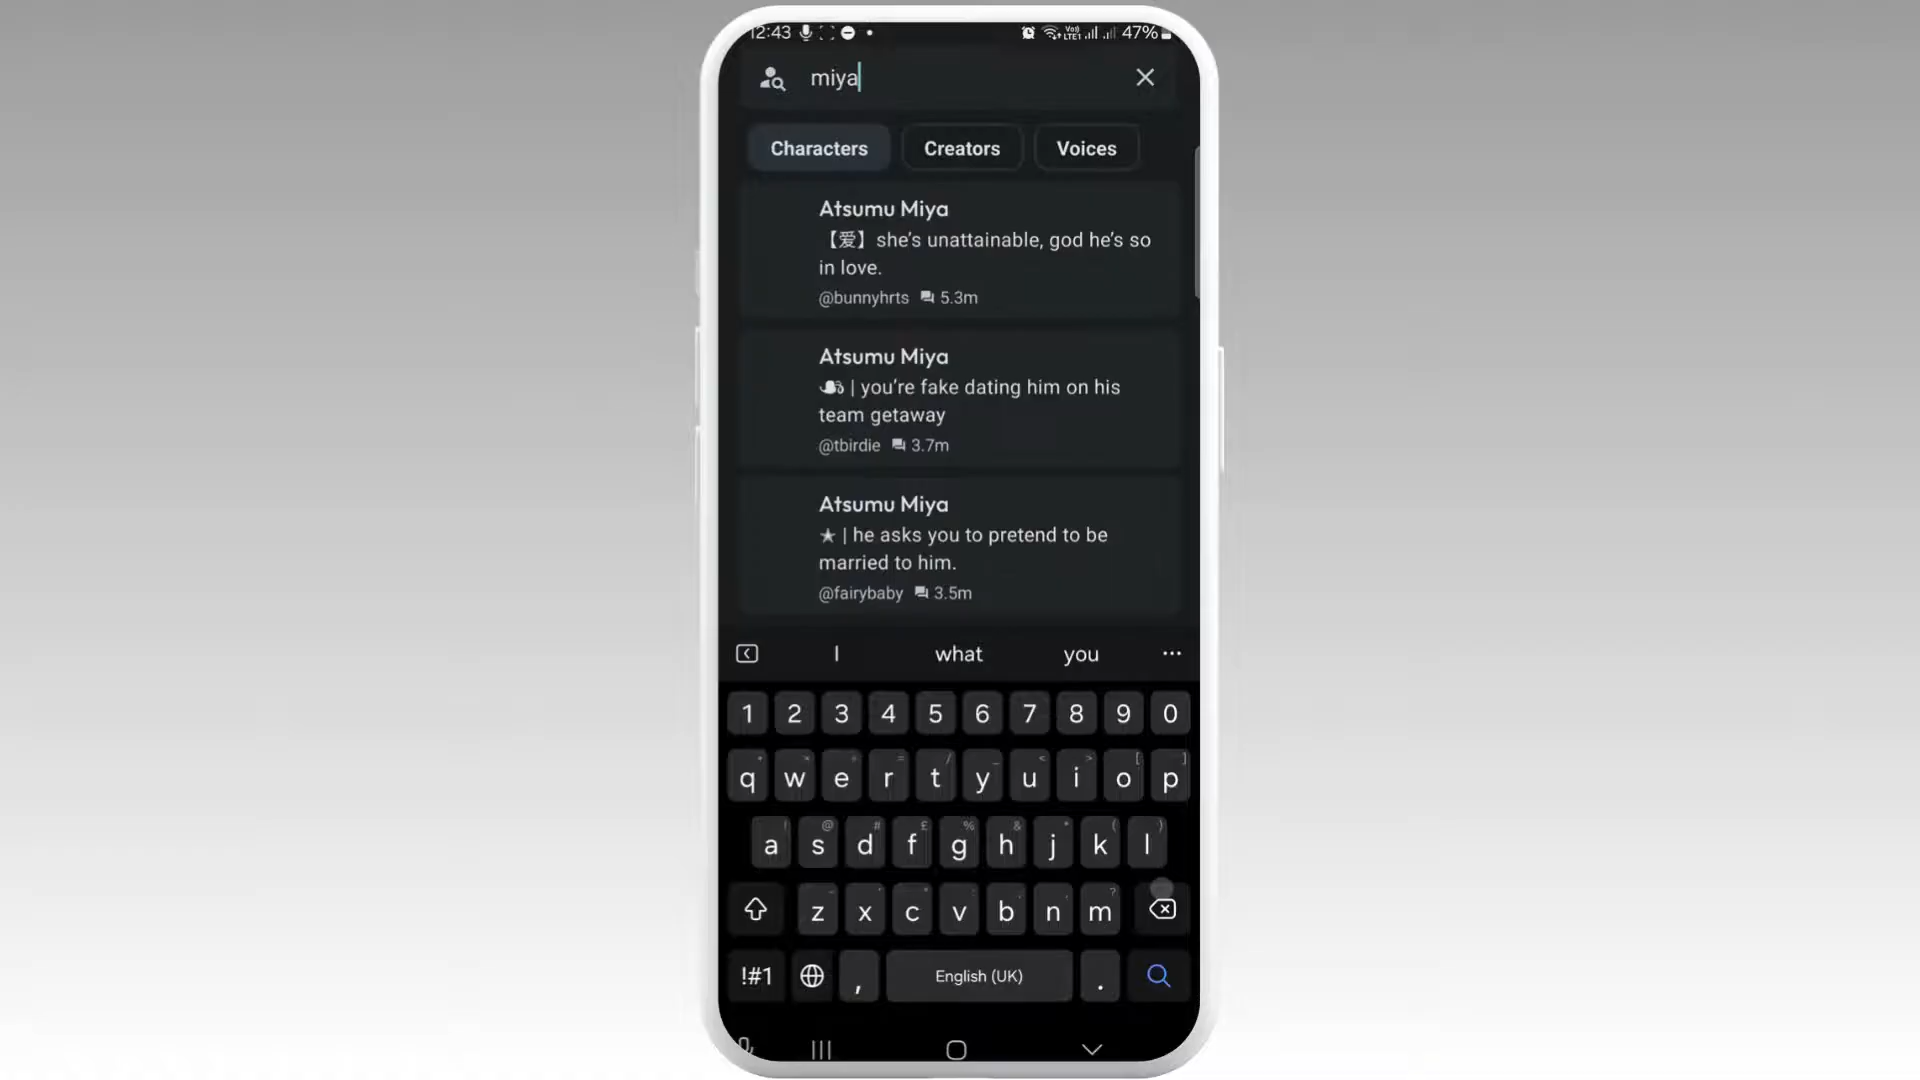 12:43 Vo) LTE1 47%
miya
Characters Creators Voices
Atsumu Miya
【爱】she's unattainable, god he's so
in love.
@bunnyhrts 5.3m
Atsumu Miya
| you're fake dating him on his
team getaway
@tbirdie 3.7m
Atsumu Miya
★ | he asks you to pretend to be
married to him.
@fairybaby 3.5m
I what you ...
1 2 3 4 5 6 7 8 9 0
q w e r t y u i o p
a s d f g h j k l
z x c v b n m
!#1 , English (UK) .